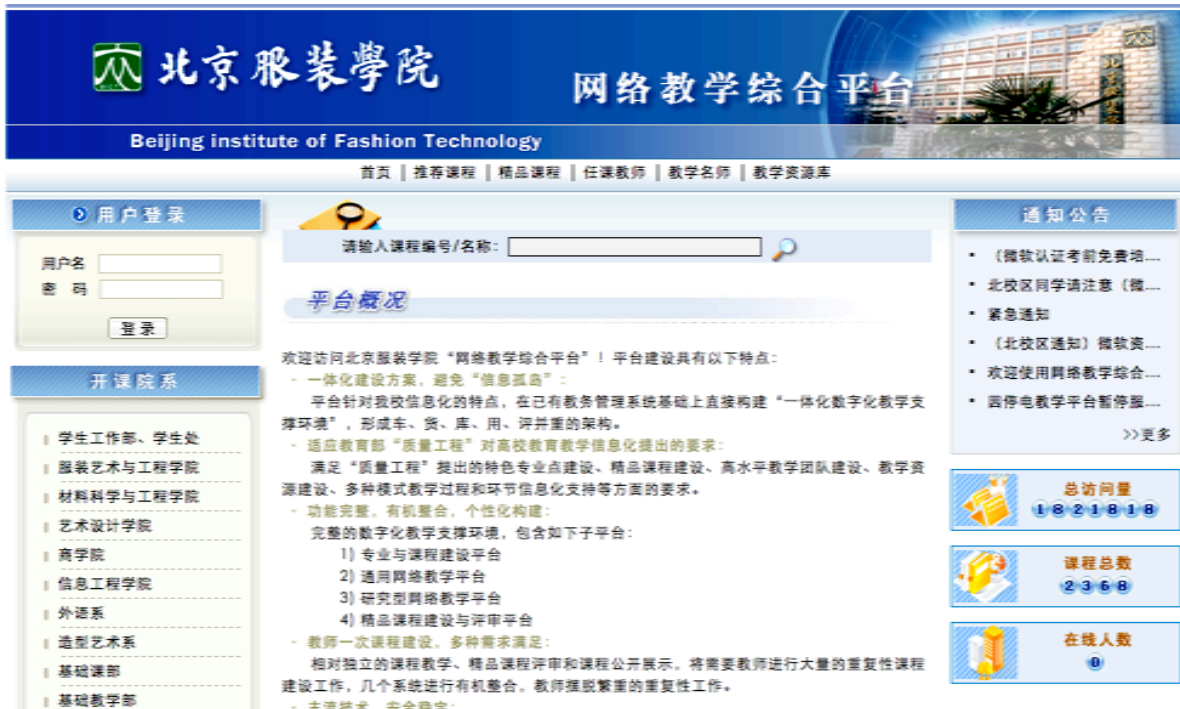 北京服装學院
网络教学综合平台
Beijing institute of Fashion Technology
首页 ‖ 推荐课程 ‖ 精品课程 ‖ 任课教师 ‖ 教学名师 ‖ 教学资源库
用户登录
用户名
密 码
登录
开课院系
学生工作部、学生处
服装艺术与工程学院
材料科学与工程学院
艺术设计学院
商学院
信息工程学院
外语系
造型艺术系
基础课部
基础教学部
请输入课程编号/名称:
平台概况
欢迎访问北京服装学院“网络教学综合平台”！平台建设具有以下特点：
- 一体化建设方案，避免“信息孤岛”：
平台针对我校信息化的特点，在已有教务管理系统基础上直接构建“一体化数字化教学支
撑环境”，形成车、货、库、用、评并重的架构。
- 适应教育部“质量工程”对高校教育教学信息化提出的要求：
满足“质量工程”提出的特色专业点建设、精品课程建设、高水平教学团队建设、教学资
源建设、多种模式教学过程和环节信息化支持等方面的要求。
- 功能完整，有机整合，个性化构建：
完整的数字化教学支撑环境，包含如下子平台：
1) 专业与课程建设平台
2) 通用网络教学平台
3) 研究型网络教学平台
4) 精品课程建设与评审平台
- 教师一次课程建设，多种需求满足：
相对独立的课程教学、精品课程评审和课程公开展示，将需要教师进行大量的重复性课程
建设工作，几个系统进行有机整合，教师摆脱繁重的重复性工作。
- 主流技术，安全稳定：
通知公告
（微软认证考前免费培....
北校区同学请注意（微....
紧急通知
（北校区通知）微软资....
欢迎使用网络教学综合....
因停电教学平台暂停服....
>>更多
总访问量
1821818
课程总数
2368
在线人数
0